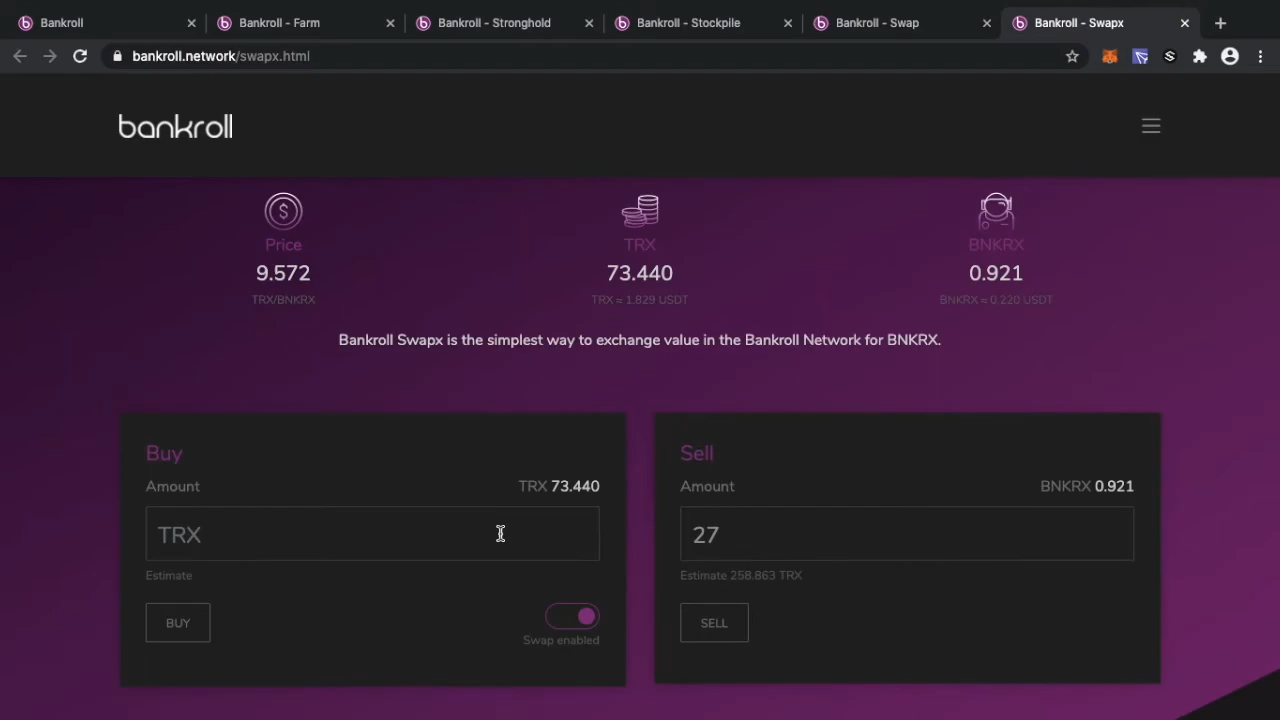 Bankroll
Bankroll - Farm
Bankroll - Stronghold
Bankroll - Stockpile
Bankroll - Swap
Bankroll - Swapx
bankroll.network/swapx.html
bankroll
Price
9.572
TRX/BNKRX
TRX
73.440
TRX ≈ 1.829 USDT
BNKRX
0.921
BNKRX ≈ 0.220 USDT
Bankroll Swapx is the simplest way to exchange value in the Bankroll Network for BNKRX.
Buy
Amount TRX 73.440
TRX
Estimate
BUY
Swap enabled
Sell
Amount BNKRX 0.921
27
Estimate 258.863 TRX
SELL